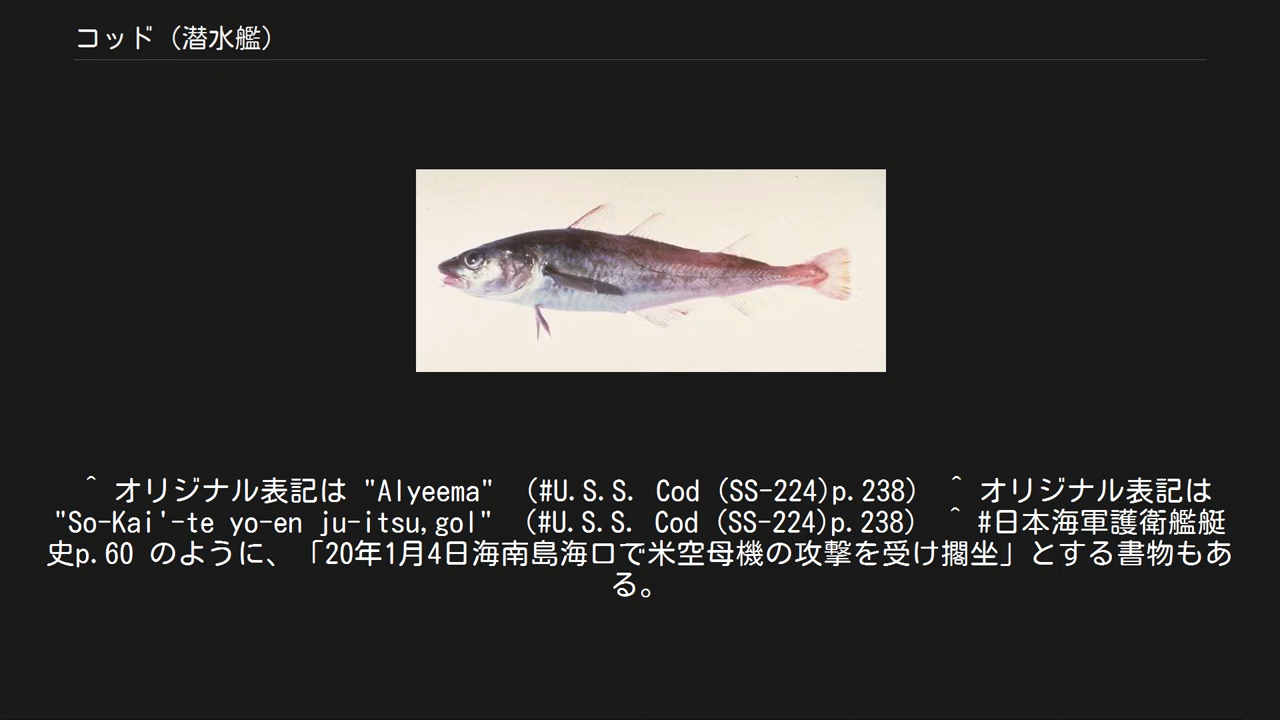 コッド（潜水艦）
^ オリジナル表記は "Alyeema" （#U.S.S. Cod (SS-224)p.238） ^ オリジナル表記は
"So-Kai'-te yo-en ju-itsu,gol" （#U.S.S. Cod (SS-224)p.238） ^ #日本海軍護衛艦艇
史p.60 のように、「20年1月4日海南島海口で米空母機の攻撃を受け擱坐」とする書物もあ
る。